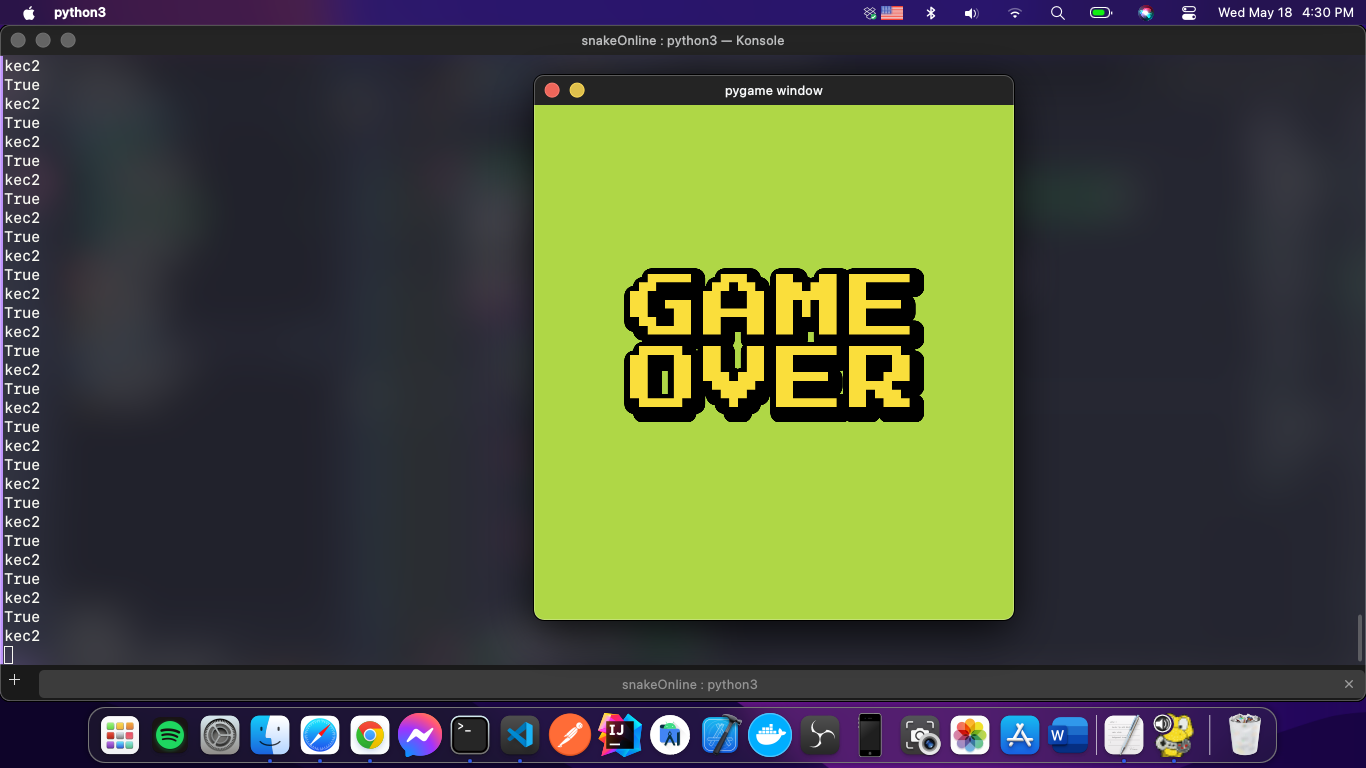 python3
Wed May 18 4:30 PM
snakeOnline : python3 — Konsole
kec2
True
kec2
True
kec2
True
kec2
True
kec2
True
kec2
True
kec2
True
kec2
True
kec2
True
kec2
True
kec2
True
kec2
True
kec2
True
kec2
True
kec2
True
kec2
pygame window
GAME
OVER
+
snakeOnline : python3
×
>_
IJ
W